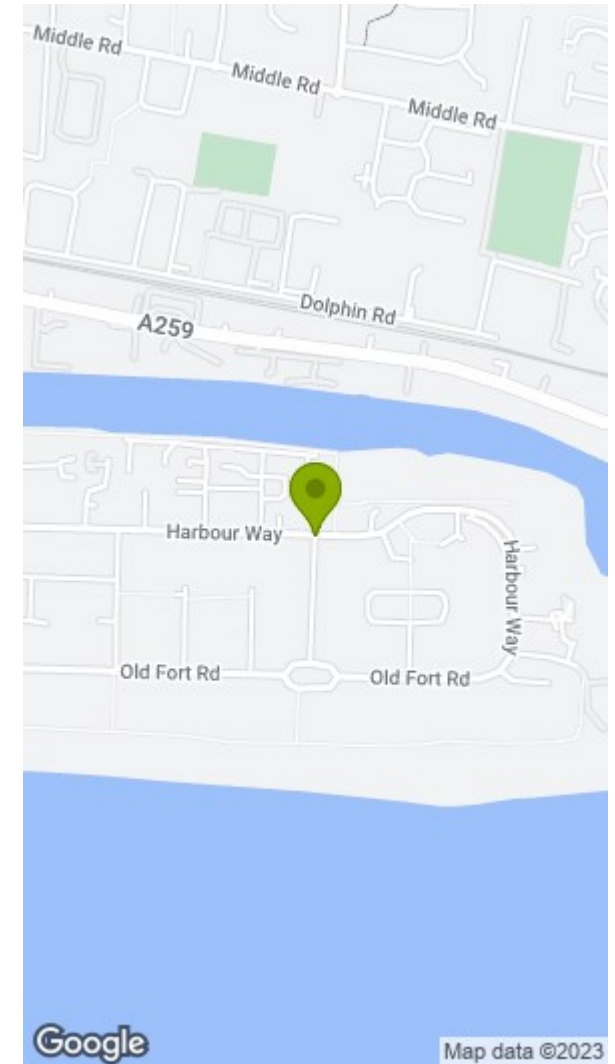 Middle Rd
Middle Rd
Middle Rd
Dolphin Rd
A259
Harbour Way
Harbour Way
Old Fort Rd
Old Fort Rd
Google
Map data ©2023